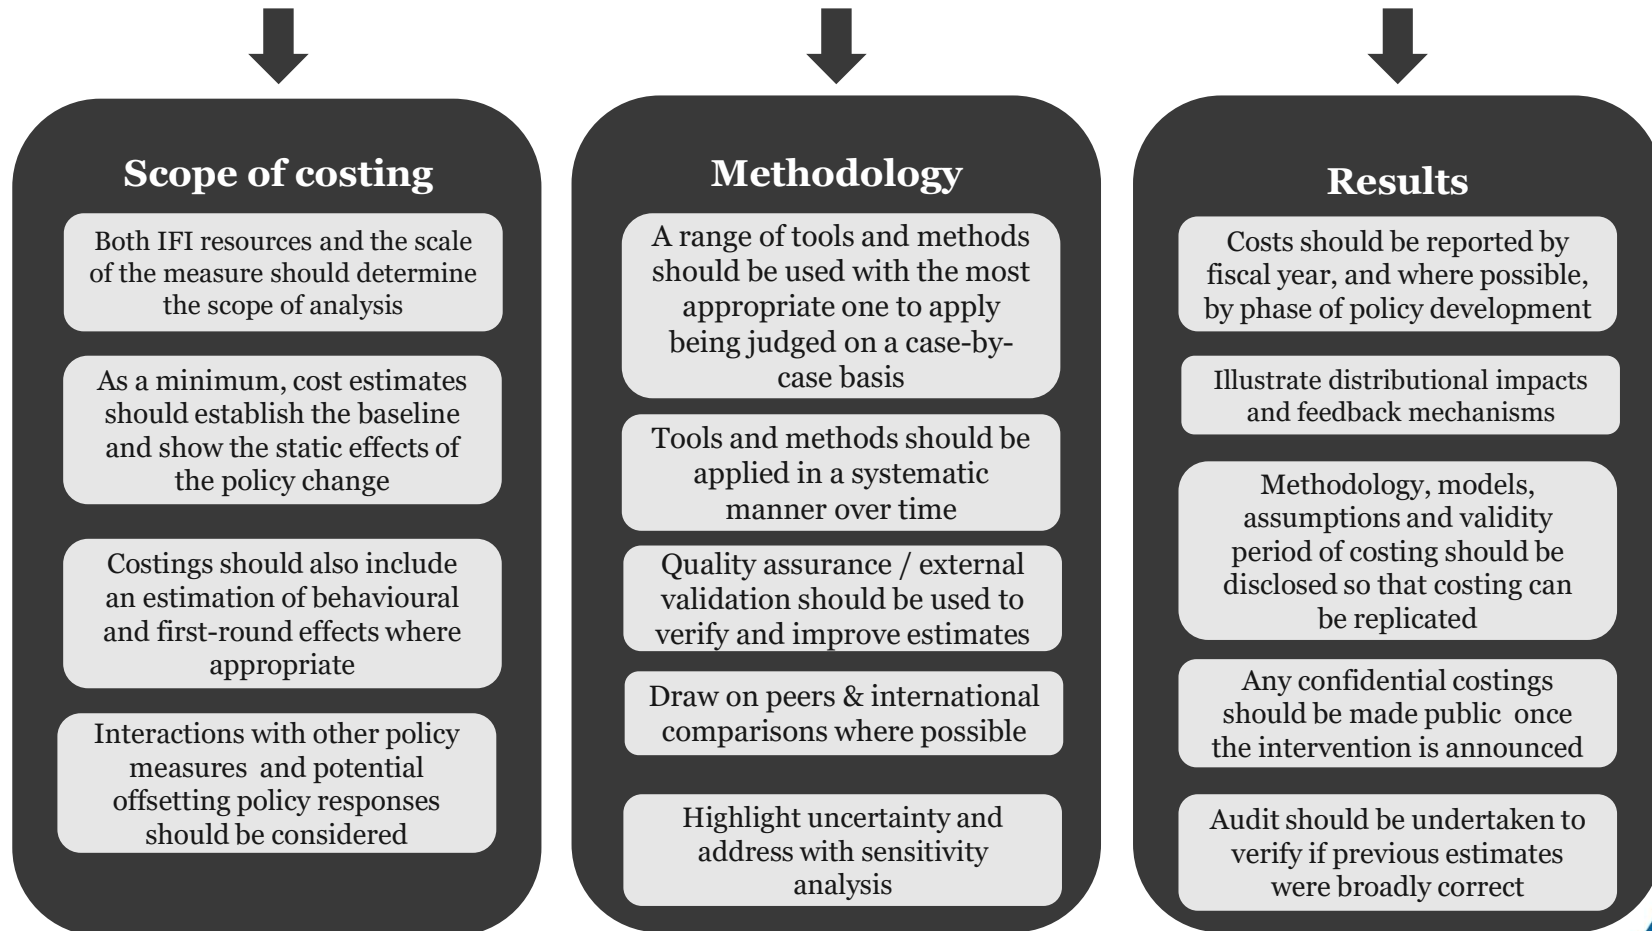 Scope of costing
Both IFI resources and the scale
of the measure should determine
the scope of analysis
As a minimum, cost estimates
should establish the baseline
and show the static effects of
the policy change
Costings should also include
an estimation of behavioural
and first-round effects where
appropriate
Interactions with other policy
measures and potential
offsetting policy responses
should be considered
Methodology
A range of tools and methods
should be used with the most
appropriate one to apply
being judged on a case-by-
case basis
Tools and methods should be
applied in a systematic
manner over time
Quality assurance / external
validation should be used to
verify and improve estimates
Draw on peers & international
comparisons where possible
Highlight uncertainty and
address with sensitivity
analysis
Results
Costs should be reported by
fiscal year, and where possible,
by phase of policy development
Illustrate distributional impacts
and feedback mechanisms
Methodology, models,
assumptions and validity
period of costing should be
disclosed so that costing can
be replicated
Any confidential costings
should be made public once
the intervention is announced
Audit should be undertaken to
verify if previous estimates
were broadly correct